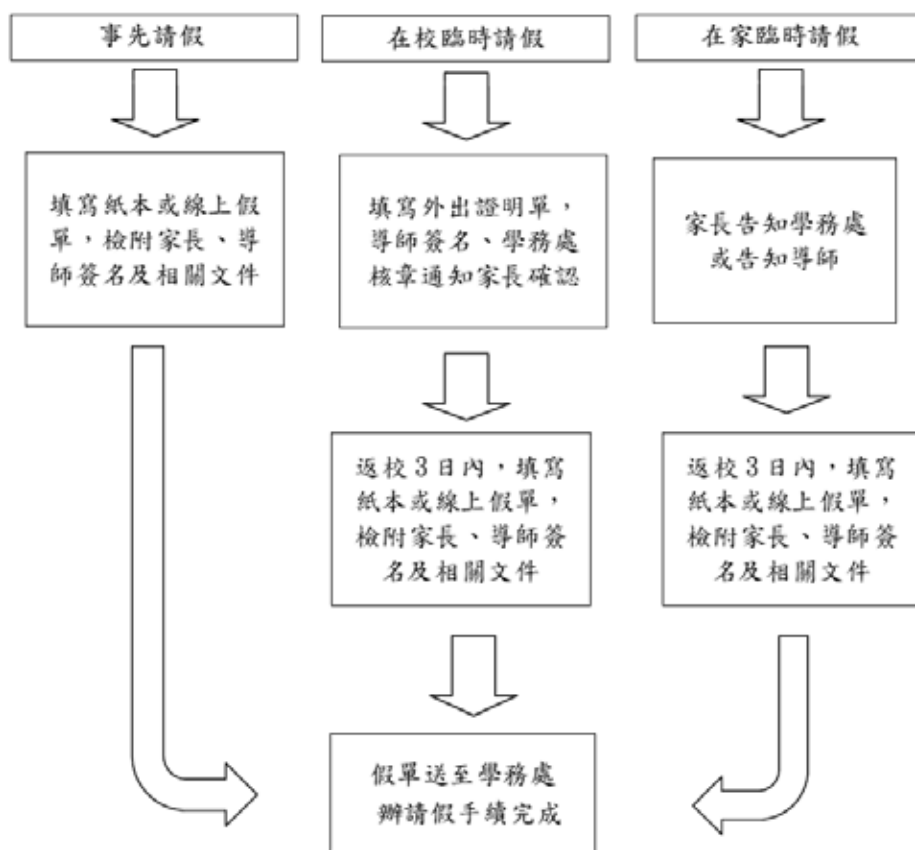 事先請假
填寫紙本或線上假
單，檢附家長、導
師簽名及相關文件
在校臨時請假
填寫外出證明單，
導師簽名、學務處
核章通知家長確認
返校3日內，填寫
紙本或線上假單，
檢附家長、導師簽
名及相關文件
在家臨時請假
家長告知學務處
或告知導師
返校3日內，填寫
紙本或線上假單，
檢附家長、導師簽
名及相關文件
假單送至學務處
辦請假手續完成